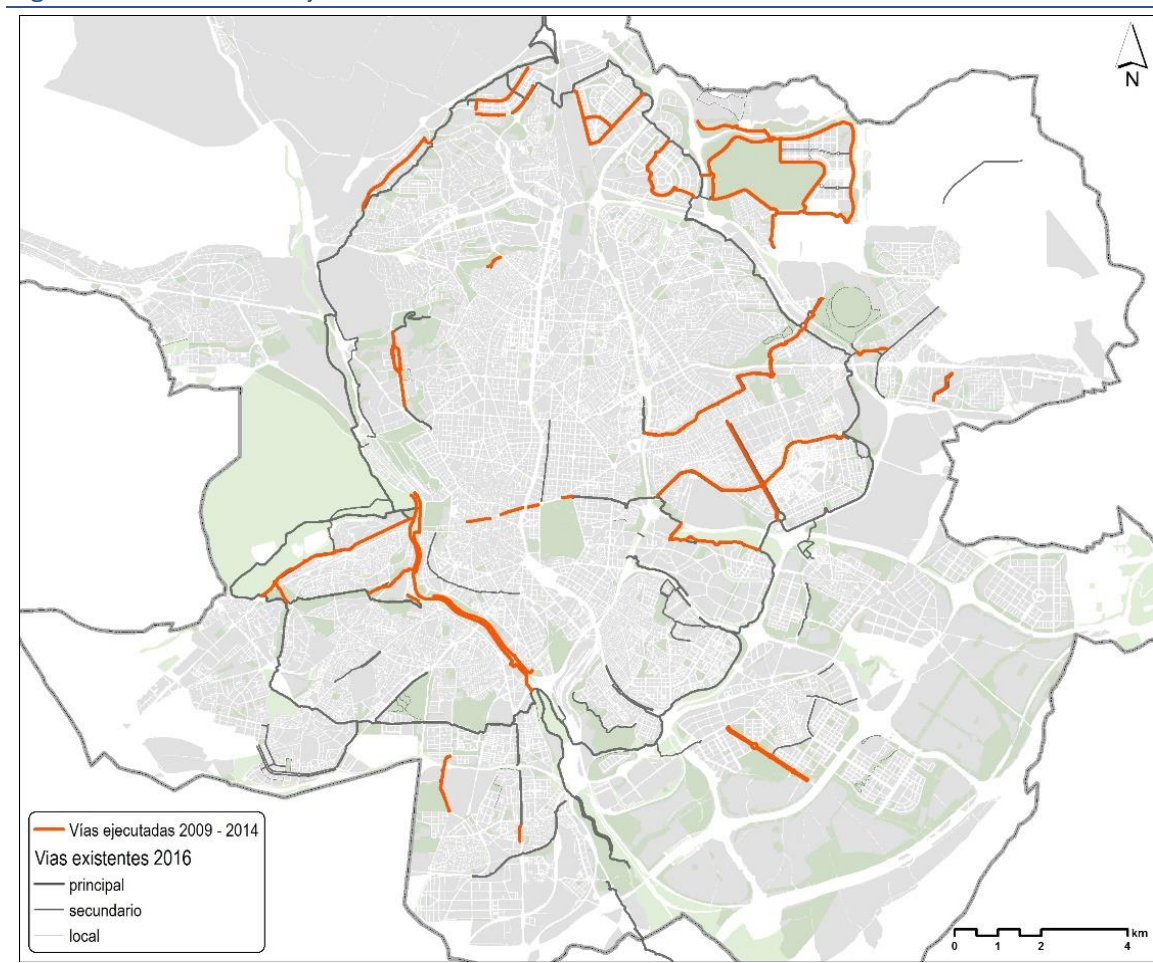 N
Vías ejecutadas 2009 - 2014
Vias existentes 2016
principal
secundario
local
km
0 1 2 4